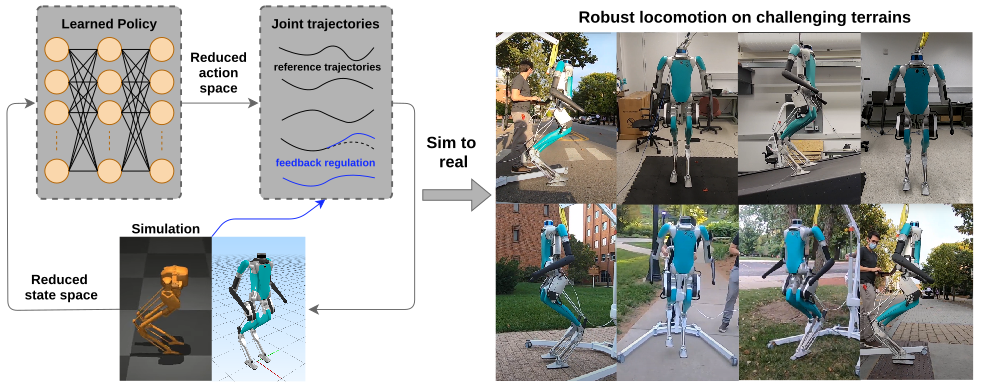 Learned Policy
Reduced
action
space
Joint trajectories
reference trajectories
feedback regulation
Simulation
Reduced
state space
Sim to
real
Robust locomotion on challenging terrains